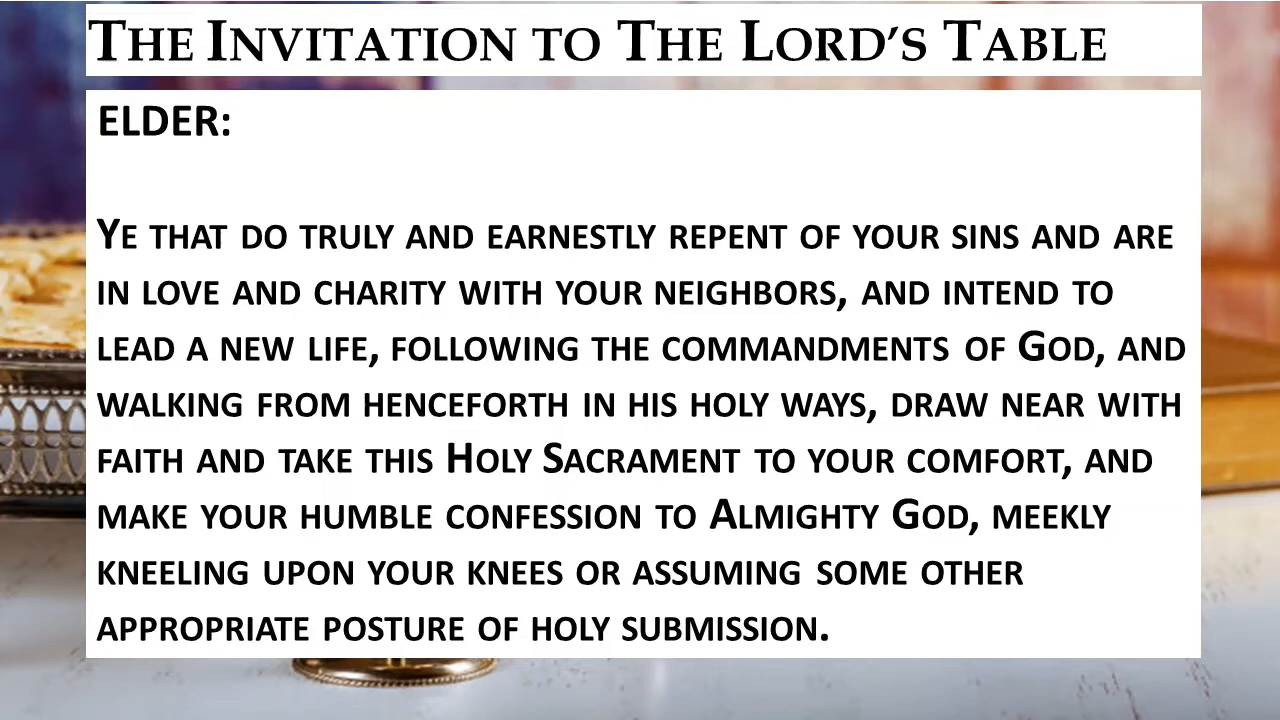 The Invitation to The Lord's Table
ELDER:
Ye that do truly and earnestly repent of your sins and are
in love and charity with your neighbors, and intend to
lead a new life, following the commandments of God, and
walking from henceforth in his holy ways, draw near with
faith and take this Holy Sacrament to your comfort, and
make your humble confession to Almighty God, meekly
kneeling upon your knees or assuming some other
appropriate posture of holy submission.